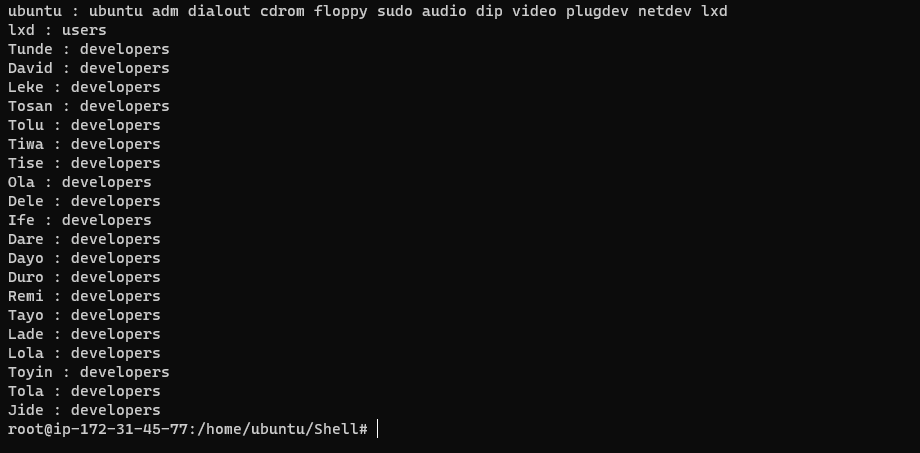 ubuntu : ubuntu adm dialout cdrom floppy sudo audio dip video plugdev netdev lxd
lxd : users
Tunde : developers
David : developers
Leke : developers
Tosan : developers
Tolu : developers
Tiwa : developers
Tise : developers
Ola : developers
Dele : developers
Ife : developers
Dare : developers
Dayo : developers
Duro : developers
Remi : developers
Tayo : developers
Lade : developers
Lola : developers
Toyin : developers
Tola : developers
Jide : developers
root@ip-172-31-45-77:/home/ubuntu/Shell#